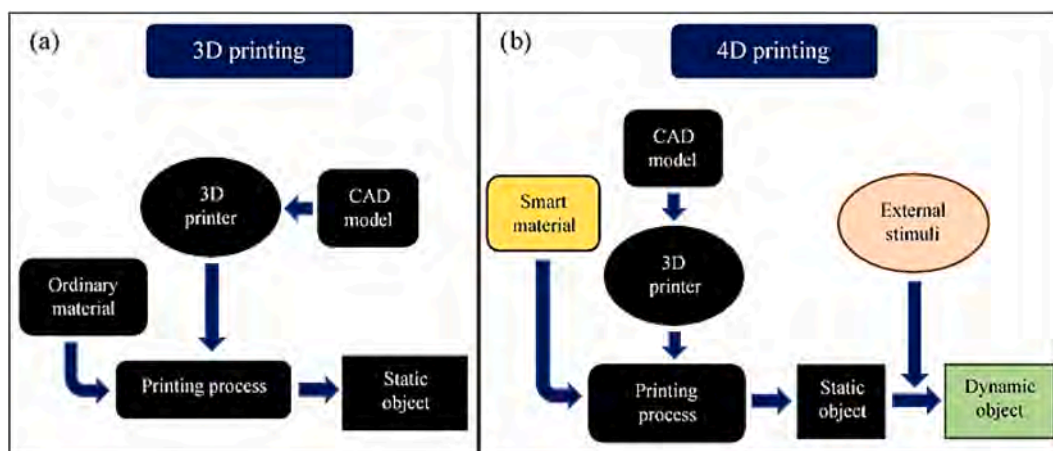 (a)
3D printing
3D
printer
CAD
model
Ordinary
material
Printing process
Static
object
(b)
4D printing
CAD
model
Smart
material
3D
printer
External
stimuli
Printing
process
Static
object
Dynamic
object